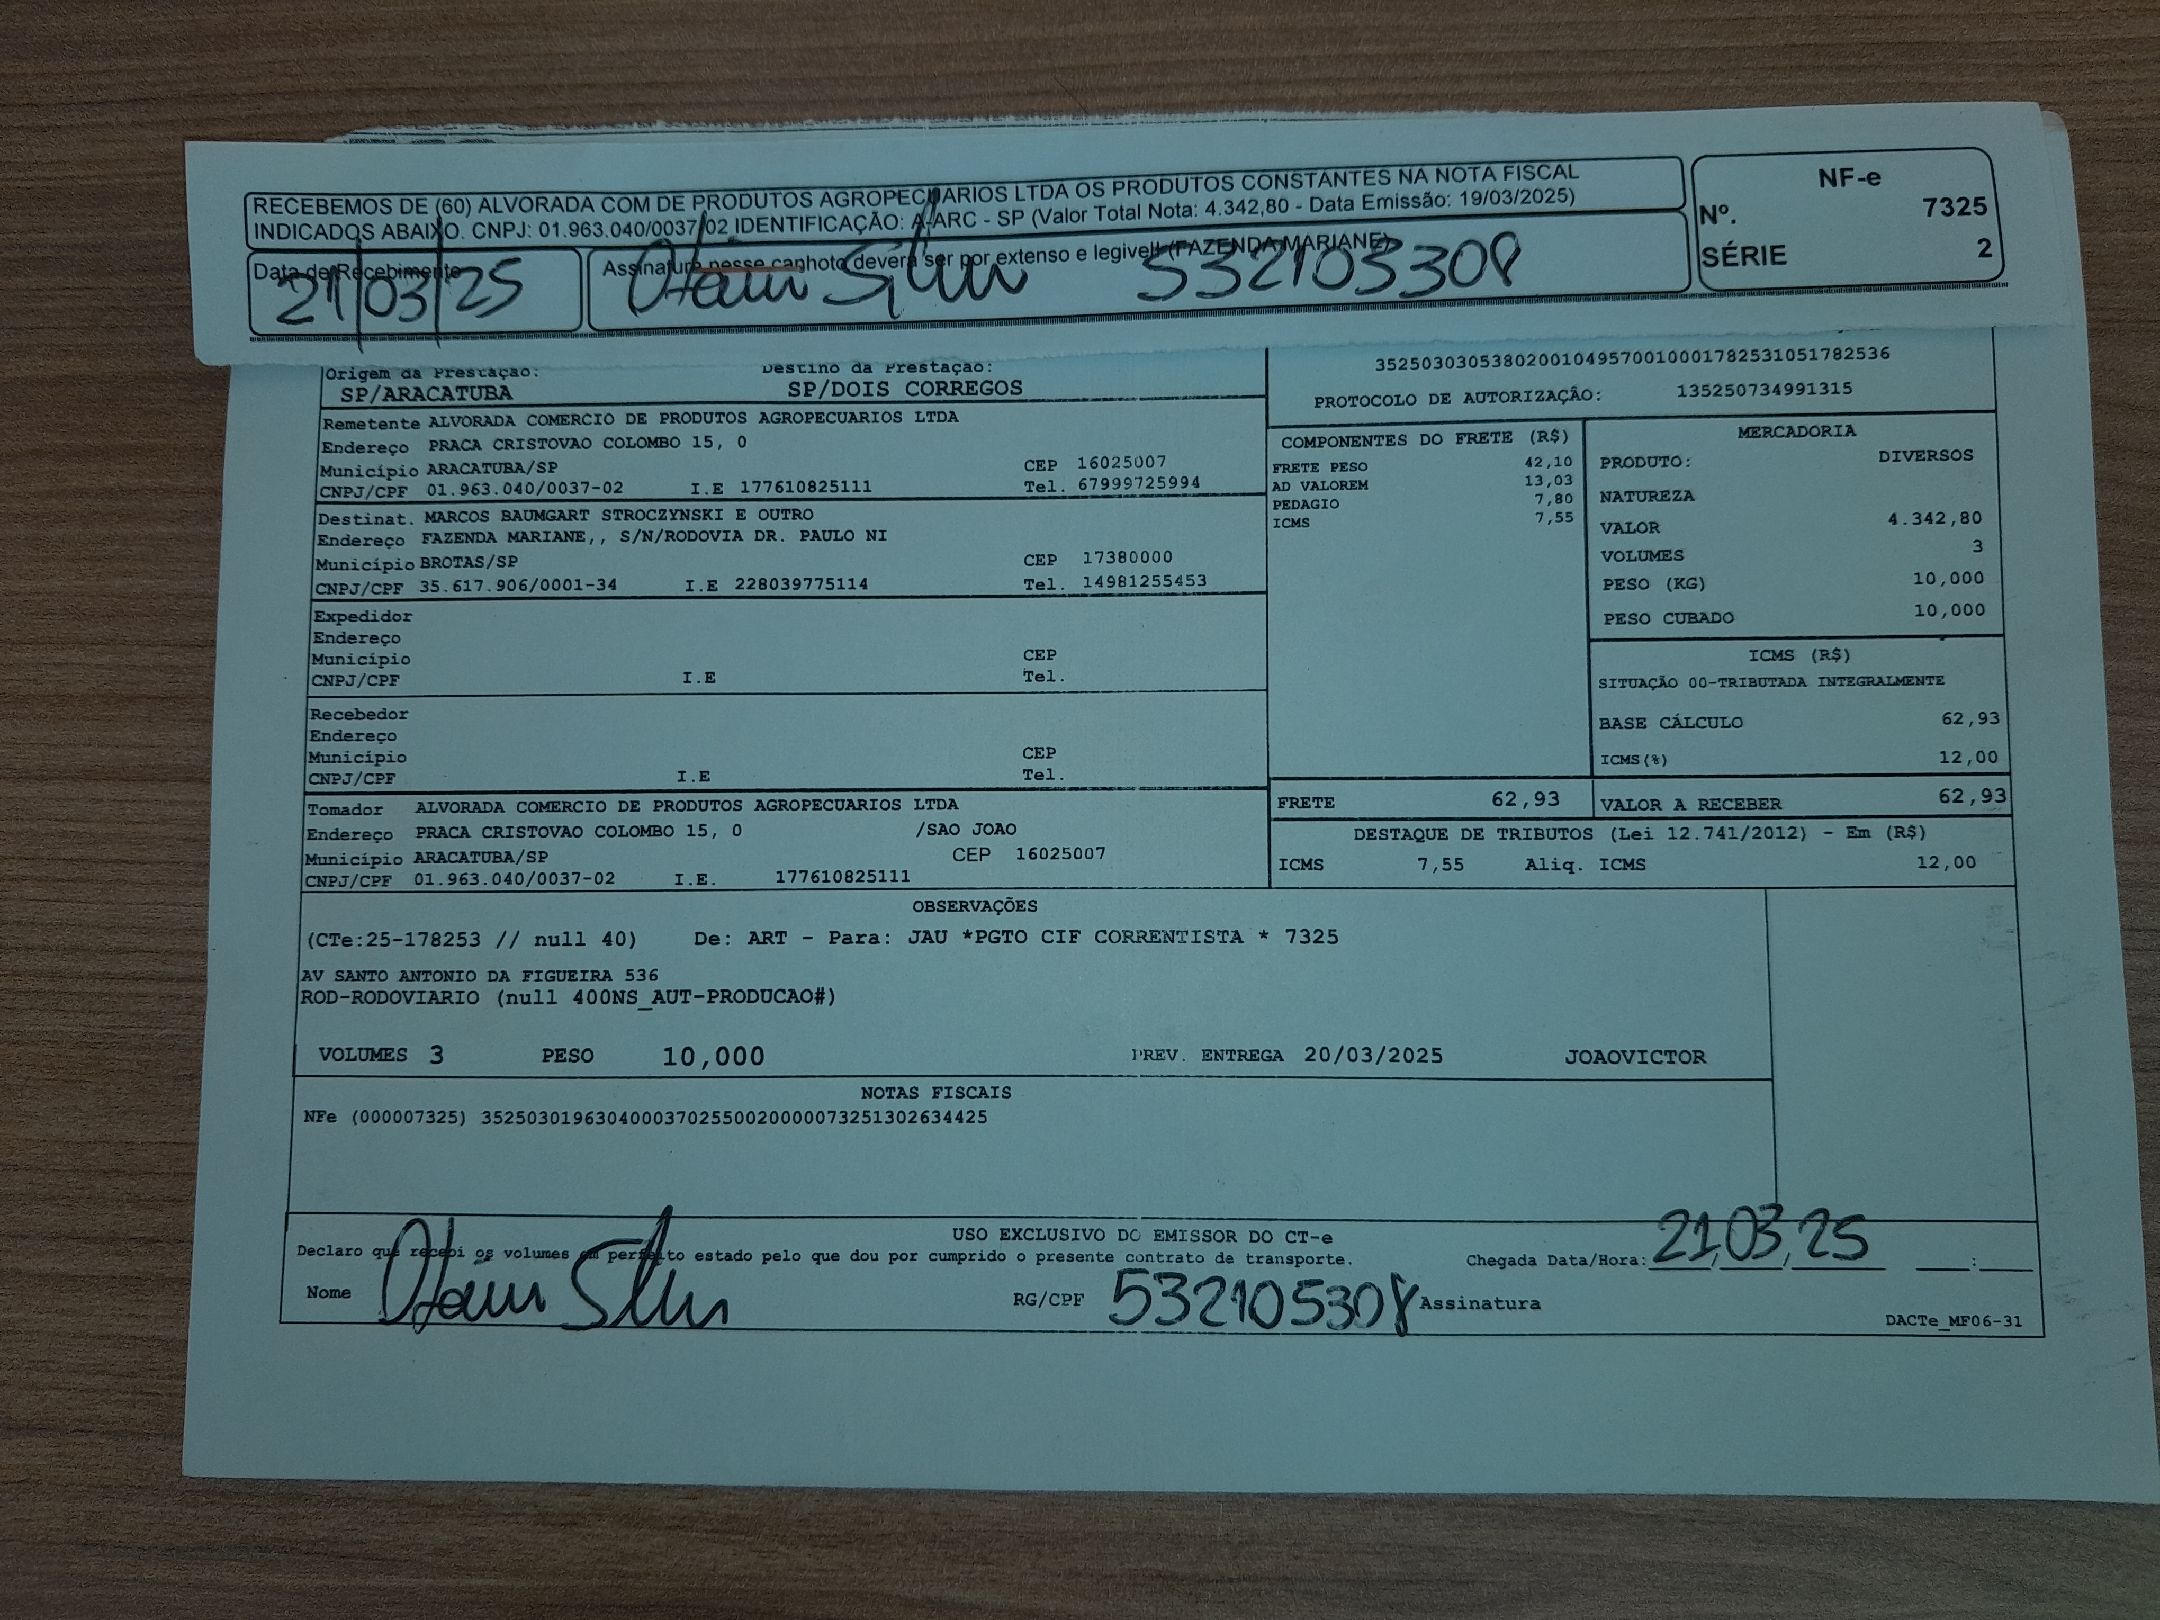 RECEBEMOS DE (60) ALVORADA COM DE PRODUTOS AGROPECUARIOS LTDA OS PRODUTOS CONSTANTES NA NOTA FISCAL
INDICADOS ABAIXO. CNPJ: 01.963.040/0037-02 IDENTIFICAÇÃO: A-ARC - SP (Valor Total Nota: 4.342,80 - Data Emissão: 19/03/2025)
NF-e
Nº. 7325
SÉRIE 2
Data de Recebimento
21/03/25
Assinatura nesse canhoto deverá ser por extenso e legivel! (FAZENDA MARIANE)
Silva
Origem da Prestação: Destino da Prestação:
SP/ARACATUBA SP/DOIS CORREGOS
35250303053802001049570010001782531051782536
PROTOCOLO DE AUTORIZAÇÃO: 135250734991315
Remetente ALVORADA COMERCIO DE PRODUTOS AGROPECUARIOS LTDA
Endereço PRACA CRISTOVAO COLOMBO 15, 0
Município ARACATUBA/SP CEP 16025007
CNPJ/CPF 01.963.040/0037-02 I.E 177610825111 Tel. 67999725994
Destinat. MARCOS BAUMGART STROCZYNSKI E OUTRO
Endereço FAZENDA MARIANE,, S/N/RODOVIA DR. PAULO NI
Município BROTAS/SP CEP 17380000
CNPJ/CPF 35.617.906/0001-34 I.E 228039775114 Tel. 14981255453
Expedidor
Endereço
Município CEP
CNPJ/CPF I.E Tel.
Recebedor
Endereço
Município CEP
CNPJ/CPF I.E Tel.
Tomador ALVORADA COMERCIO DE PRODUTOS AGROPECUARIOS LTDA
Endereço PRACA CRISTOVAO COLOMBO 15, 0 /SAO JOAO
Município ARACATUBA/SP CEP 16025007
CNPJ/CPF 01.963.040/0037-02 I.E. 177610825111
COMPONENTES DO FRETE (R$)
FRETE PESO 42,10
AD VALOREM 13,03
PEDAGIO 7,80
ICMS 7,55
MERCADORIA
PRODUTO: DIVERSOS
NATUREZA
VALOR 4.342,80
VOLUMES 3
PESO (KG) 10,000
PESO CUBADO 10,000
ICMS (R$)
SITUAÇÃO 00-TRIBUTADA INTEGRALMENTE
BASE CÁLCULO 62,93
ICMS(%) 12,00
FRETE 62,93 VALOR A RECEBER 62,93
DESTAQUE DE TRIBUTOS (Lei 12.741/2012) - Em (R$)
ICMS 7,55 Aliq. ICMS 12,00
OBSERVAÇÕES
(CTe:25-178253 // null 40) De: ART - Para: JAU *PGTO CIF CORRENTISTA * 7325
AV SANTO ANTONIO DA FIGUEIRA 536
ROD-RODOVIARIO (null 400NS_AUT-PRODUCAO#)
VOLUMES 3 PESO 10,000 PREV. ENTREGA 20/03/2025 JOAOVICTOR
NOTAS FISCAIS
NFe (000007325) 35250301963040003702550020000073251302634425
USO EXCLUSIVO DO EMISSOR DO CT-e
Declaro que recebi os volumes em perfeito estado pelo que dou por cumprido o presente contrato de transporte. Chegada Data/Hora: 21,03,25 :
Nome Silva RG/CPF 532105308 Assinatura
DACTe_MF06-31